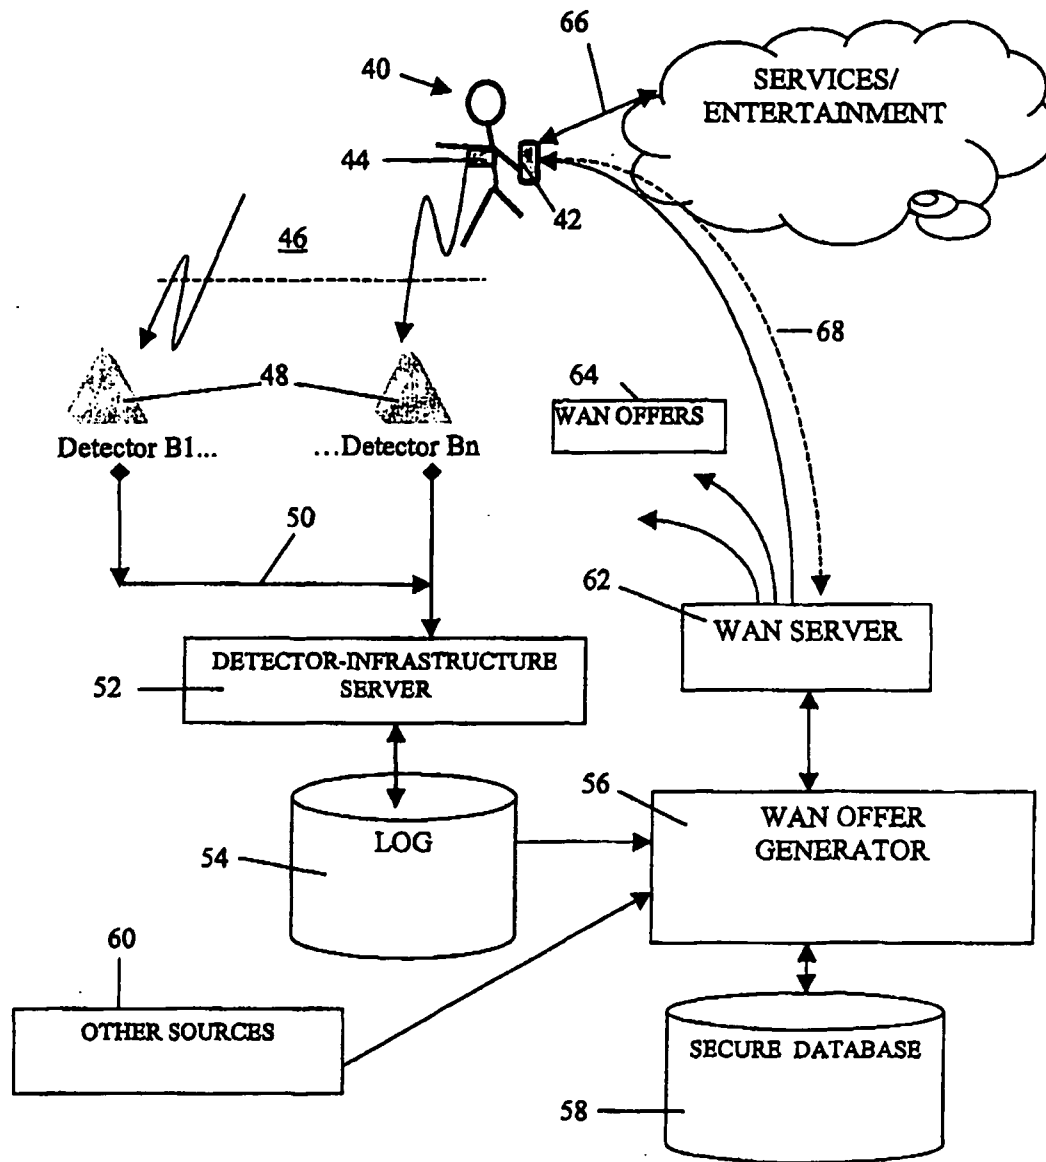 66
40
SERVICES/
ENTERTAINMENT
44
42
46
68
48
64
WAN OFFERS
Detector B1...
...Detector Bn
50
62
WAN SERVER
DETECTOR-INFRASTRUCTURE
SERVER
52
56
WAN OFFER
GENERATOR
LOG
54
60
OTHER SOURCES
SECURE DATABASE
58